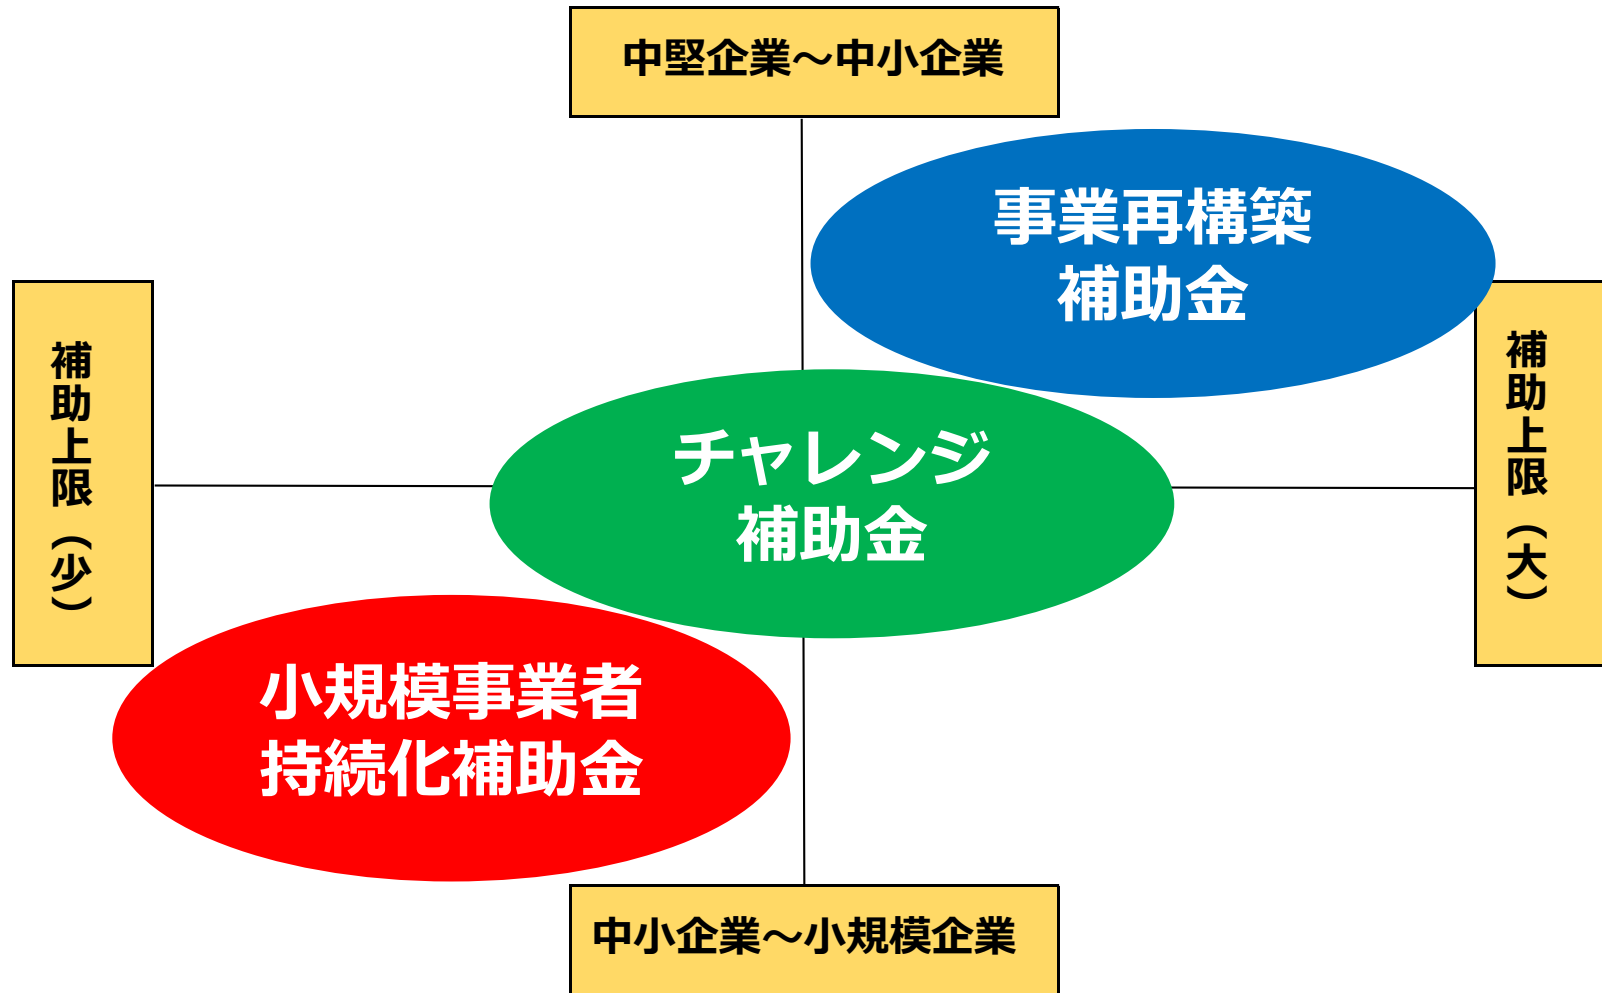 中堅企業～中小企業
事業再構築
補助金
補助上限（少）
補助上限（大）
チャレンジ
補助金
小規模事業者
持続化補助金
中小企業～小規模企業